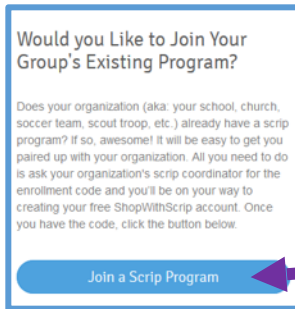 Would you Like to Join Your
Group's Existing Program?
Does your organization (aka: your school, church,
soccer team, scout troop, etc.) already have a scrip
program? If so, awesome! It will be easy to get you
paired up with your organization. All you need to do
is ask your organization's scrip coordinator for the
enrollment code and you'll be on your way to
creating your free ShopWithScrip account. Once
you have the code, click the button below.
Join a Scrip Program